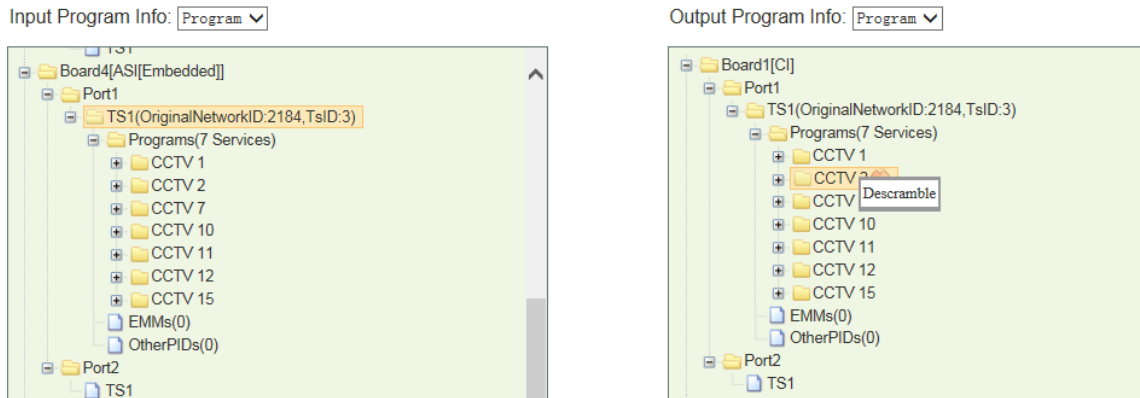 Input Program Info: Program
TS1
Board4[ASI[Embedded]]
Port1
TS1(OriginalNetworkID:2184,TsID:3)
Programs(7 Services)
CCTV 1
CCTV 2
CCTV 7
CCTV 10
CCTV 11
CCTV 12
CCTV 15
EMMs(0)
OtherPIDs(0)
Port2
TS1
Output Program Info: Program
Board1[CI]
Port1
TS1(OriginalNetworkID:2184,TsID:3)
Programs(7 Services)
CCTV 1
CCTV
Descramble
CCTV
CCTV 10
CCTV 11
CCTV 12
CCTV 15
EMMs(0)
OtherPIDs(0)
Port2
TS1